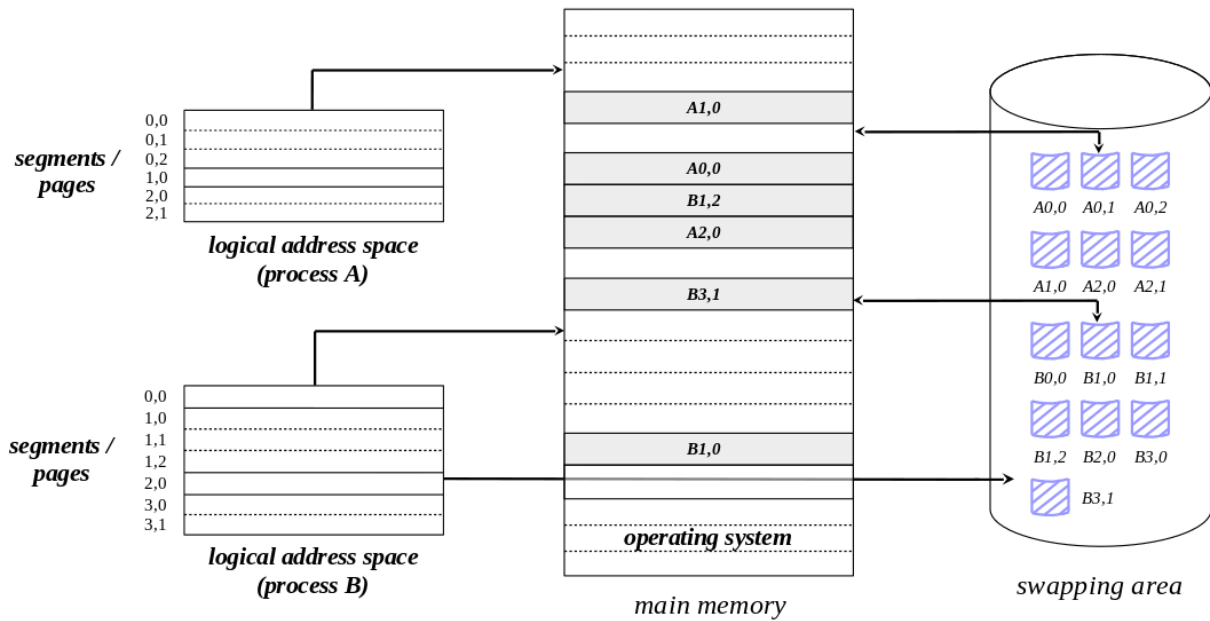 0,0
0,1
0,2
1,0
2,0
2,1
segments /
pages
logical address space
(process A)
0,0
1,0
1,1
1,2
2,0
3,0
3,1
segments /
pages
logical address space
(process B)
A1,0
A0,0
B1,2
A2,0
B3,1
B1,0
operating system
main memory
A0,0 A0,1 A0,2
A1,0 A2,0 A2,1
B0,0 B1,0 B1,1
B1,2 B2,0 B3,0
B3,1
swapping area